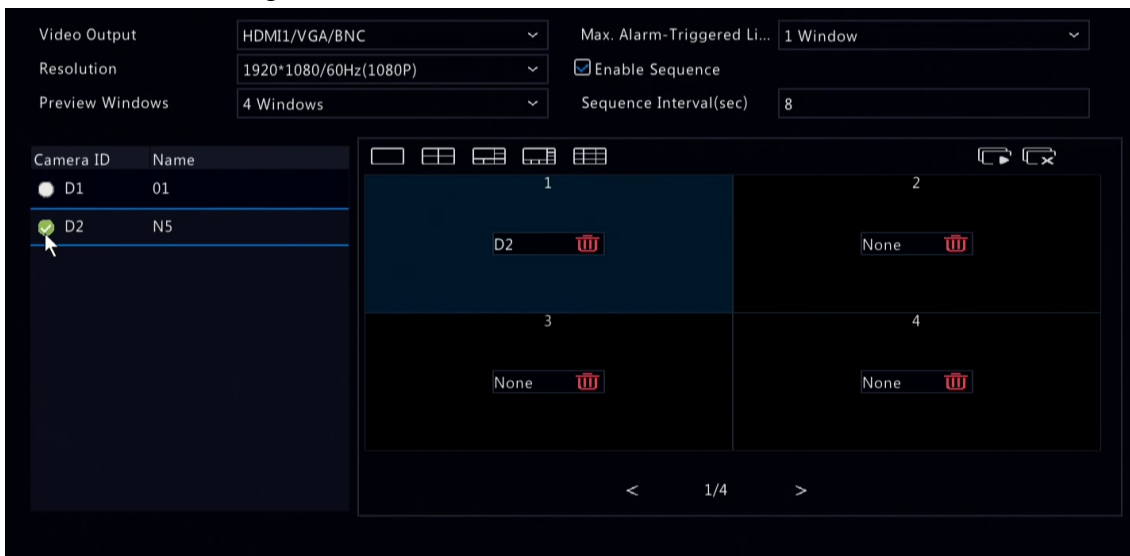 Video Output HDMI1/VGA/BNC Max. Alarm-Triggered Li... 1 Window
Resolution 1920*1080/60Hz(1080P) Enable Sequence
Preview Windows 4 Windows Sequence Interval(sec) 8
Camera ID Name
D1 01
D2 N5
1 2
D2 None
3 4
None None
< 1/4 >